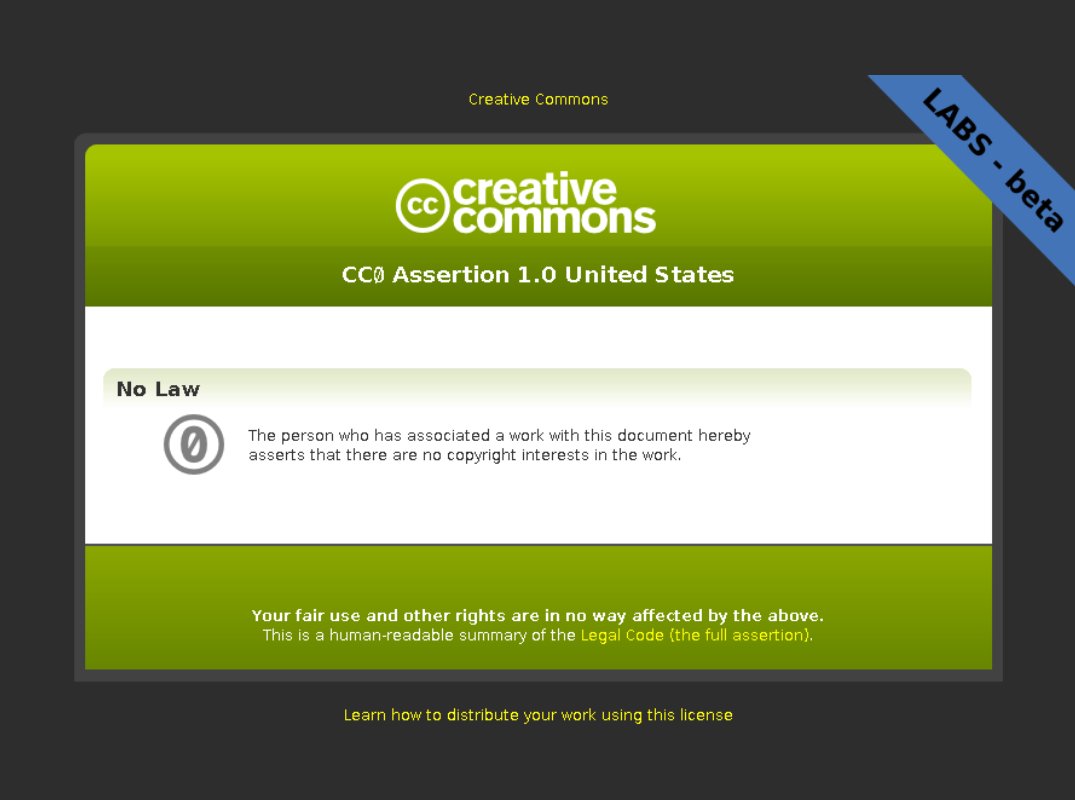 Creative Commons
LABS - beta
cc creative
commons
CC0 Assertion 1.0 United States
No Law
0
The person who has associated a work with this document hereby
asserts that there are no copyright interests in the work.
Your fair use and other rights are in no way affected by the above.
This is a human-readable summary of the Legal Code (the full assertion).
Learn how to distribute your work using this license